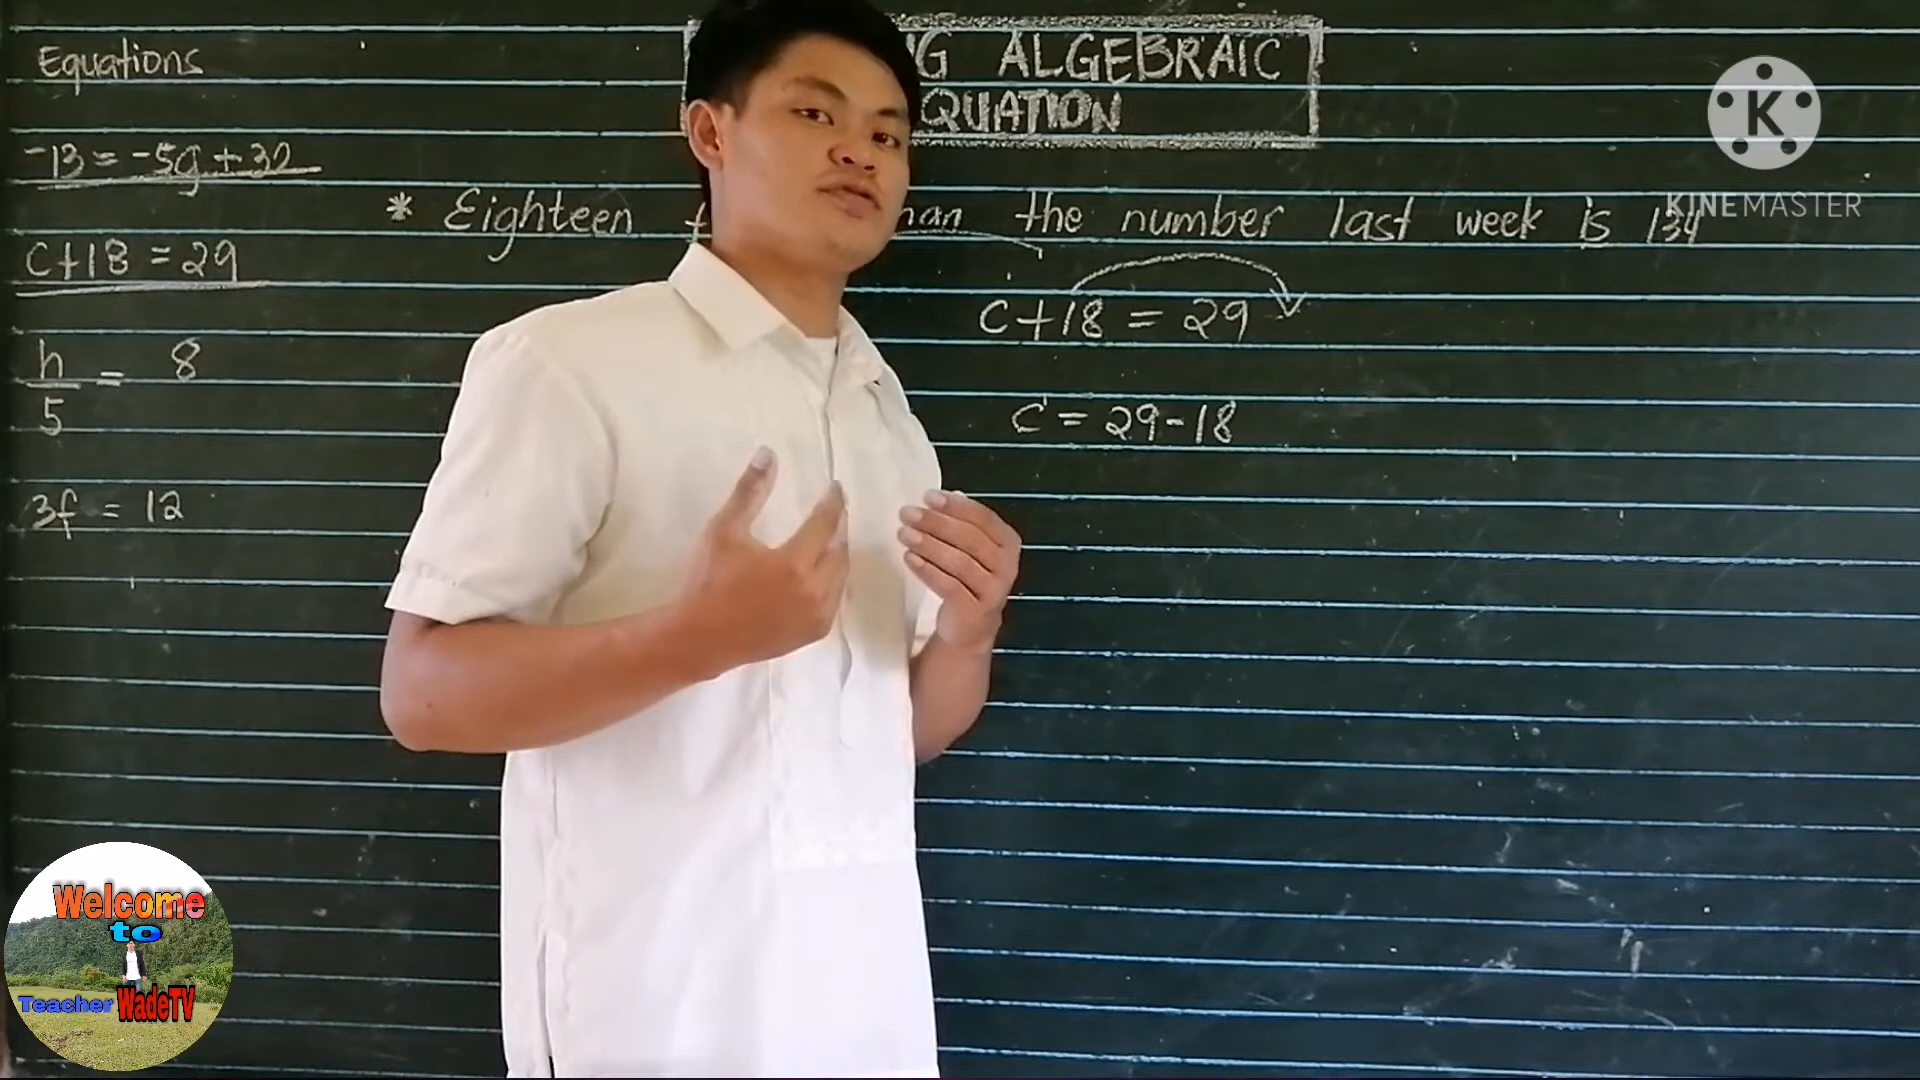 Equations
-13 = -5g + 32
c+18 = 29
h/5 = 8
3f = 12
G ALGEBRAIC
QUATION
* Eighteen the number last week is 134
c+18 = 29
c = 29-18
K
KINEMASTER
Welcome
to
Teacher WadeTV